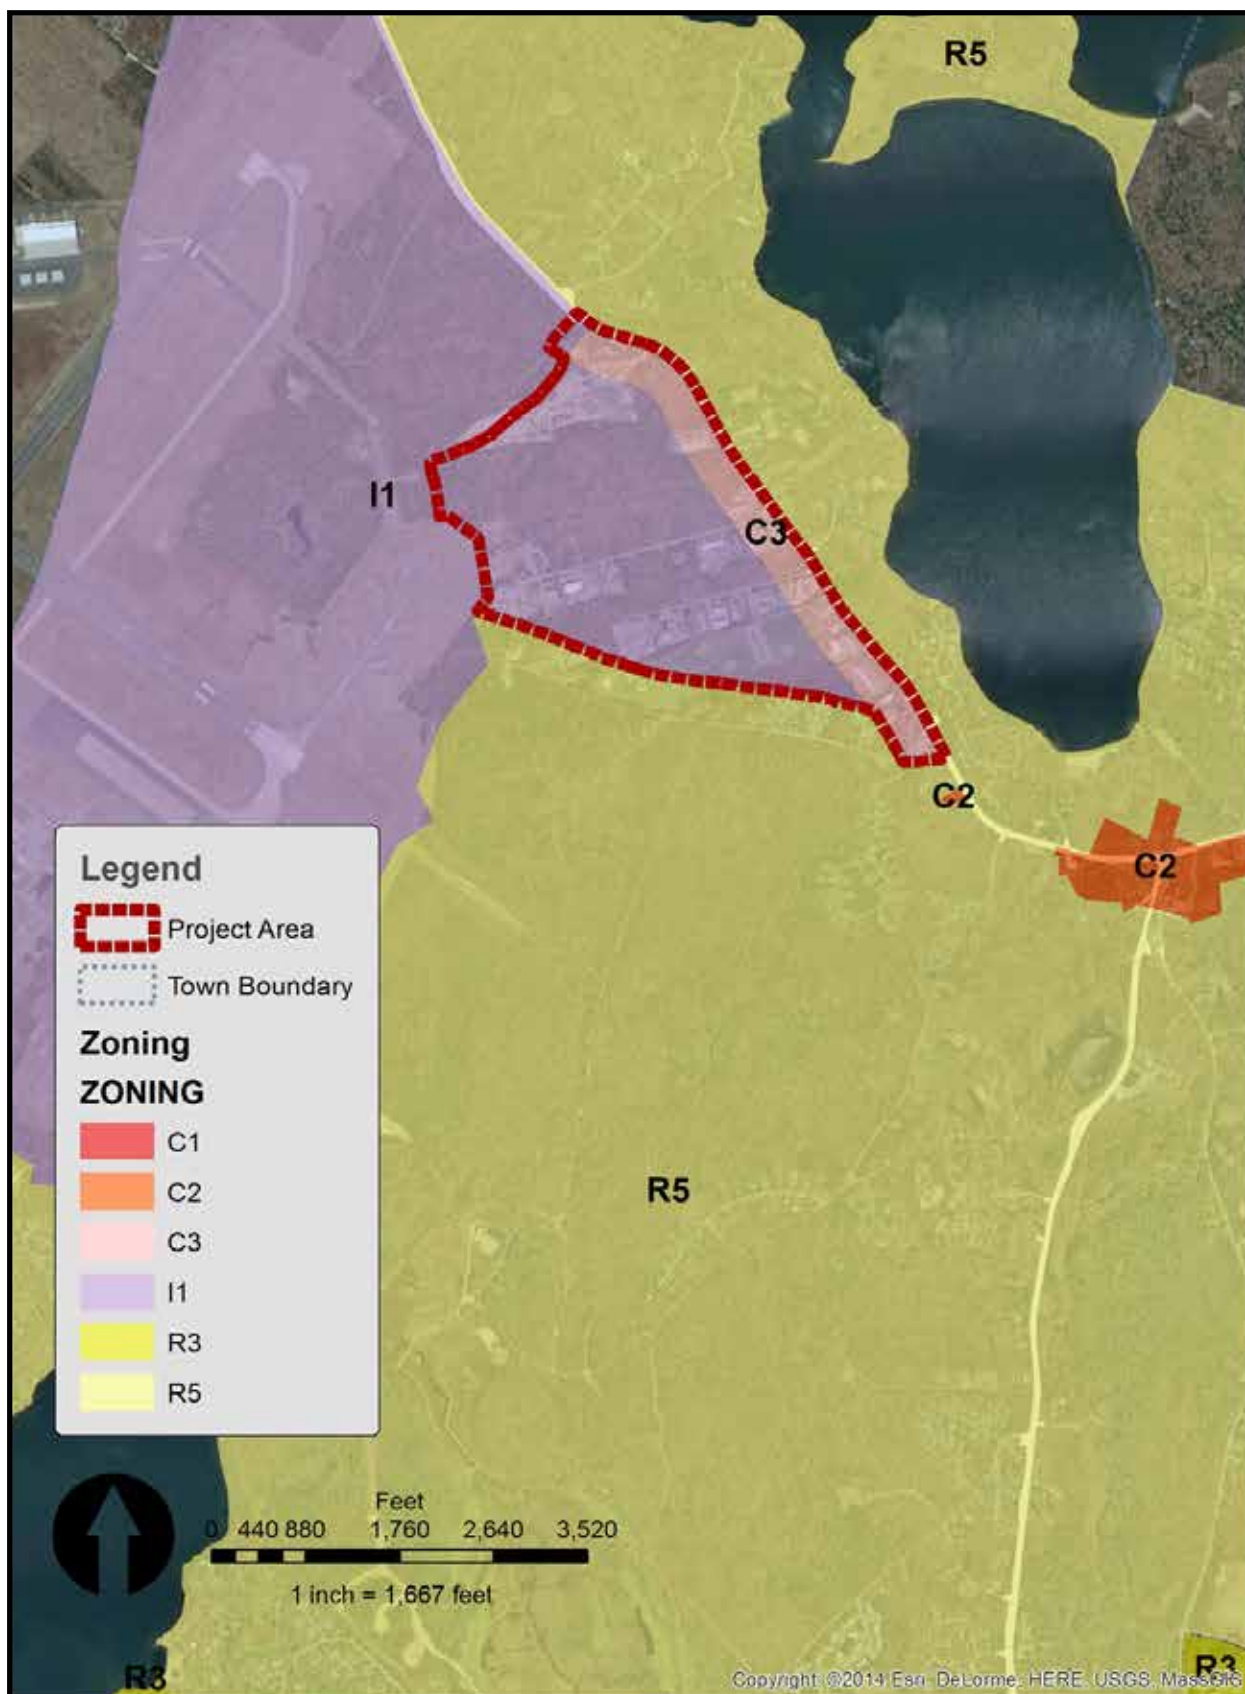 R5
I1
C3
C2
C2
Legend
Project Area
Town Boundary
Zoning
ZONING
C1
C2
C3
I1
R3
R5
R5
Feet
0 440 880 1,760 2,640 3,520
1 inch = 1,667 feet
R3
R3
Copyright: ©2014 Esri, DeLorme, HERE, USGS, MassGIS